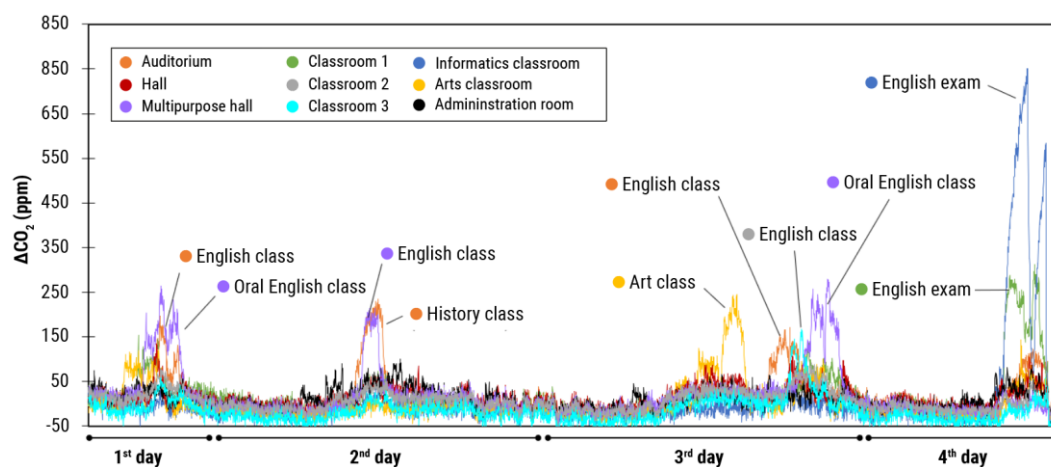 850
850
650
550
450
350
250
150
50
-50
ΔCO2 (ppm)
Auditorium
Hall
Multipurpose hall
Classroom 1
Classroom 2
Classroom 3
Informatics classroom
Arts classroom
Admininstration room
English class
Oral English class
English class
History class
Art class
English class
English class
Oral English class
English exam
English exam
1st day
2nd day
3rd day
4th day